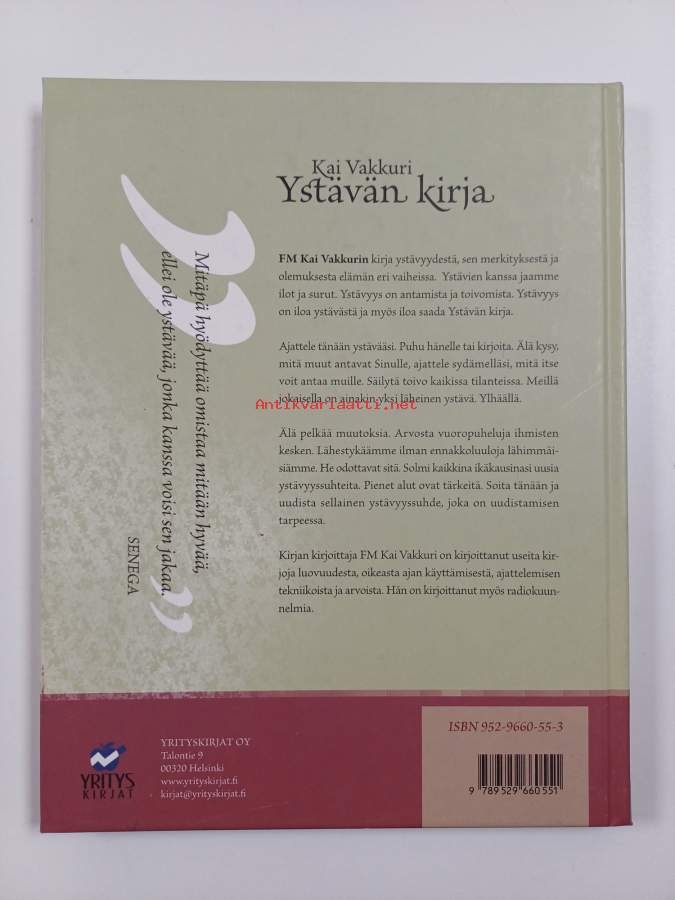 Kai Vakkuri
Ystävän kirja
FM Kai Vakkurin kirja ystävyydestä, sen merkityksestä ja
olemuksesta elämän eri vaiheissa. Ystävien kanssa jaamme
ilot ja surut. Ystävyys on antamista ja toivomista. Ystävyys
on iloa ystävästä ja myös iloa saada Ystävän kirja.
Ajattele tänään ystävääsi. Puhu hänelle tai kirjoita. Älä kysy,
mitä muut antavat Sinulle, ajattele sydämelläsi, mitä itse
voit antaa muille. Säilytä toivo kaikissa tilanteissa. Meillä
jokaisella on ainakin yksi läheinen ystävä. Ylhäällä.
Antikvariaatti.net
Älä pelkää muutoksia. Arvosta vuoropuheluja ihmisten
kesken. Lähestykäämme ilman ennakkoluuloja lähimmäi-
siämme. He odottavat sitä. Solmi kaikkina ikäkausinasi uusia
ystävyyssuhteita. Pienet alut ovat tärkeitä. Soita tänään ja
uudista sellainen ystävyyssuhde, joka on uudistamisen
tarpeessa.
Kirjan kirjoittaja FM Kai Vakkuri on kirjoittanut useita kir-
joja luovuudesta, oikeasta ajan käyttämisestä, ajattelemisen
tekniikoista ja arvoista. Hän on kirjoittanut myös radiokuun-
nelmia.
” Mitäpä hyödyttää omistaa mitään hyvää,
ellei ole ystävää, jonka kanssa voisi sen jakaa. ”
SENEGA
YRITYS
KIRJAT
YRITYSKIRJAT OY
Talontie 9
00320 Helsinki
www.yrityskirjat.fi
kirjat@yrityskirjat.fi
ISBN 952-9660-55-3
9 789529 660551